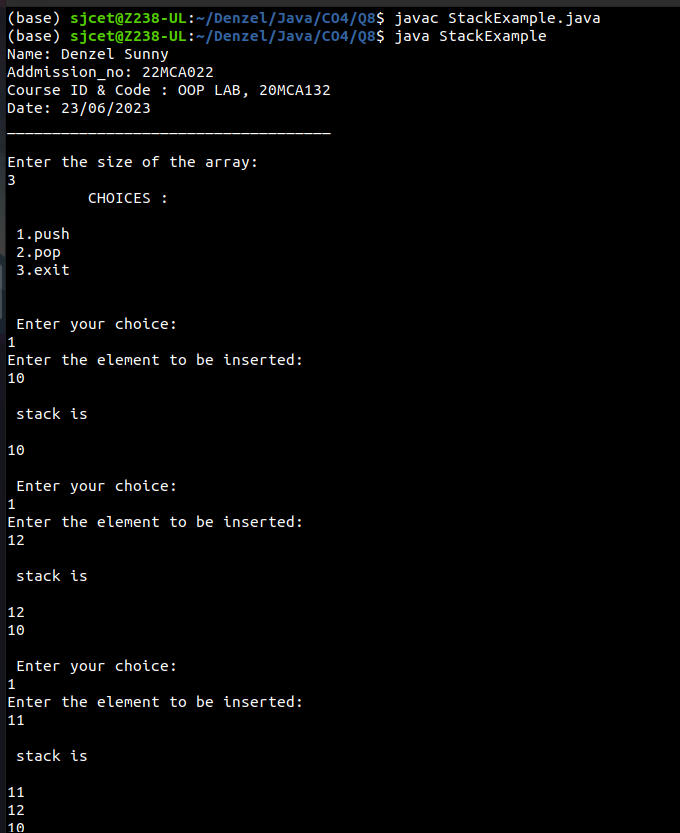 (base) sjcet@Z238-UL:~/Denzel/Java/CO4/Q8$ javac StackExample.java
(base) sjcet@Z238-UL:~/Denzel/Java/CO4/Q8$ java StackExample
Name: Denzel Sunny
Addmission_no: 22MCA022
Course ID & Code : OOP LAB, 20MCA132
Date: 23/06/2023
____________________________________
Enter the size of the array:
3
CHOICES :
1.push
2.pop
3.exit
Enter your choice:
1
Enter the element to be inserted:
10
stack is
10
Enter your choice:
1
Enter the element to be inserted:
12
stack is
12
10
Enter your choice:
1
Enter the element to be inserted:
11
stack is
11
12
10